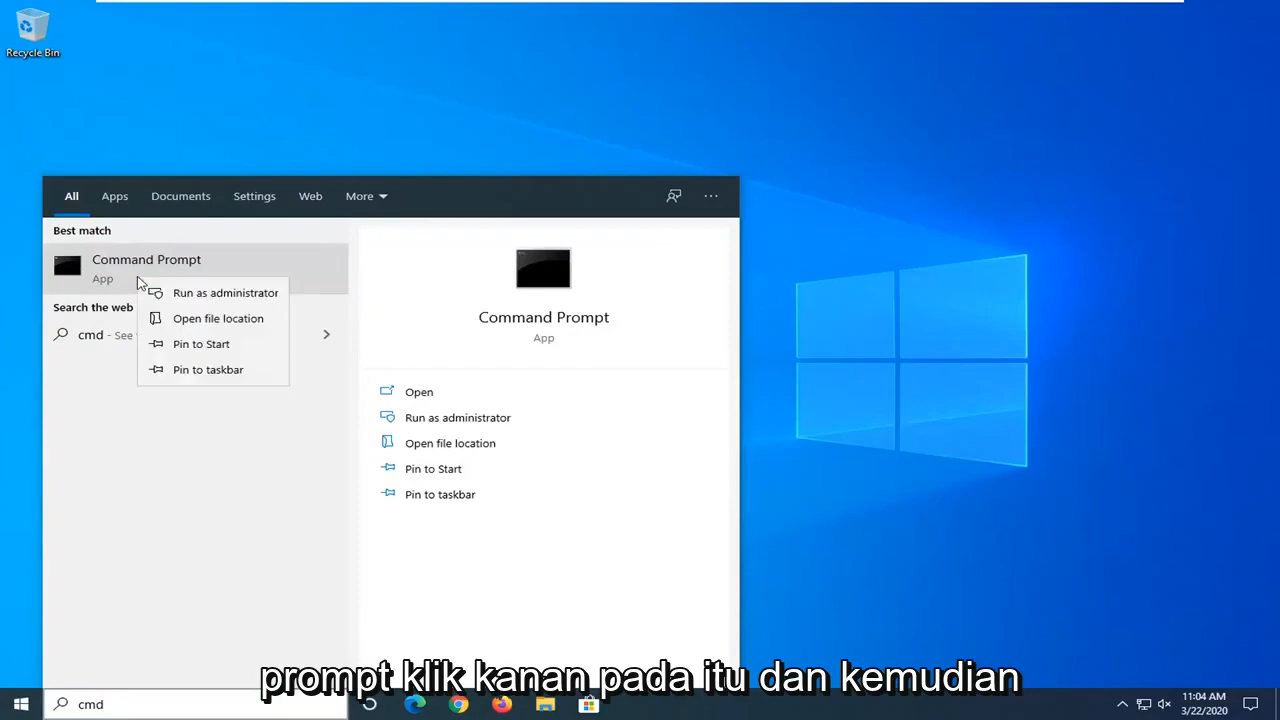 Recycle Bin
All Apps Documents Settings Web More
Best match
Command Prompt
App
Search the web
cmd - See
Run as administrator
Open file location
Pin to Start
Pin to taskbar
Command Prompt
App
Open
Run as administrator
Open file location
Pin to Start
Pin to taskbar
prompt klik kanan pada itu dan kemudian
cmd
11:04 AM
3/22/2020